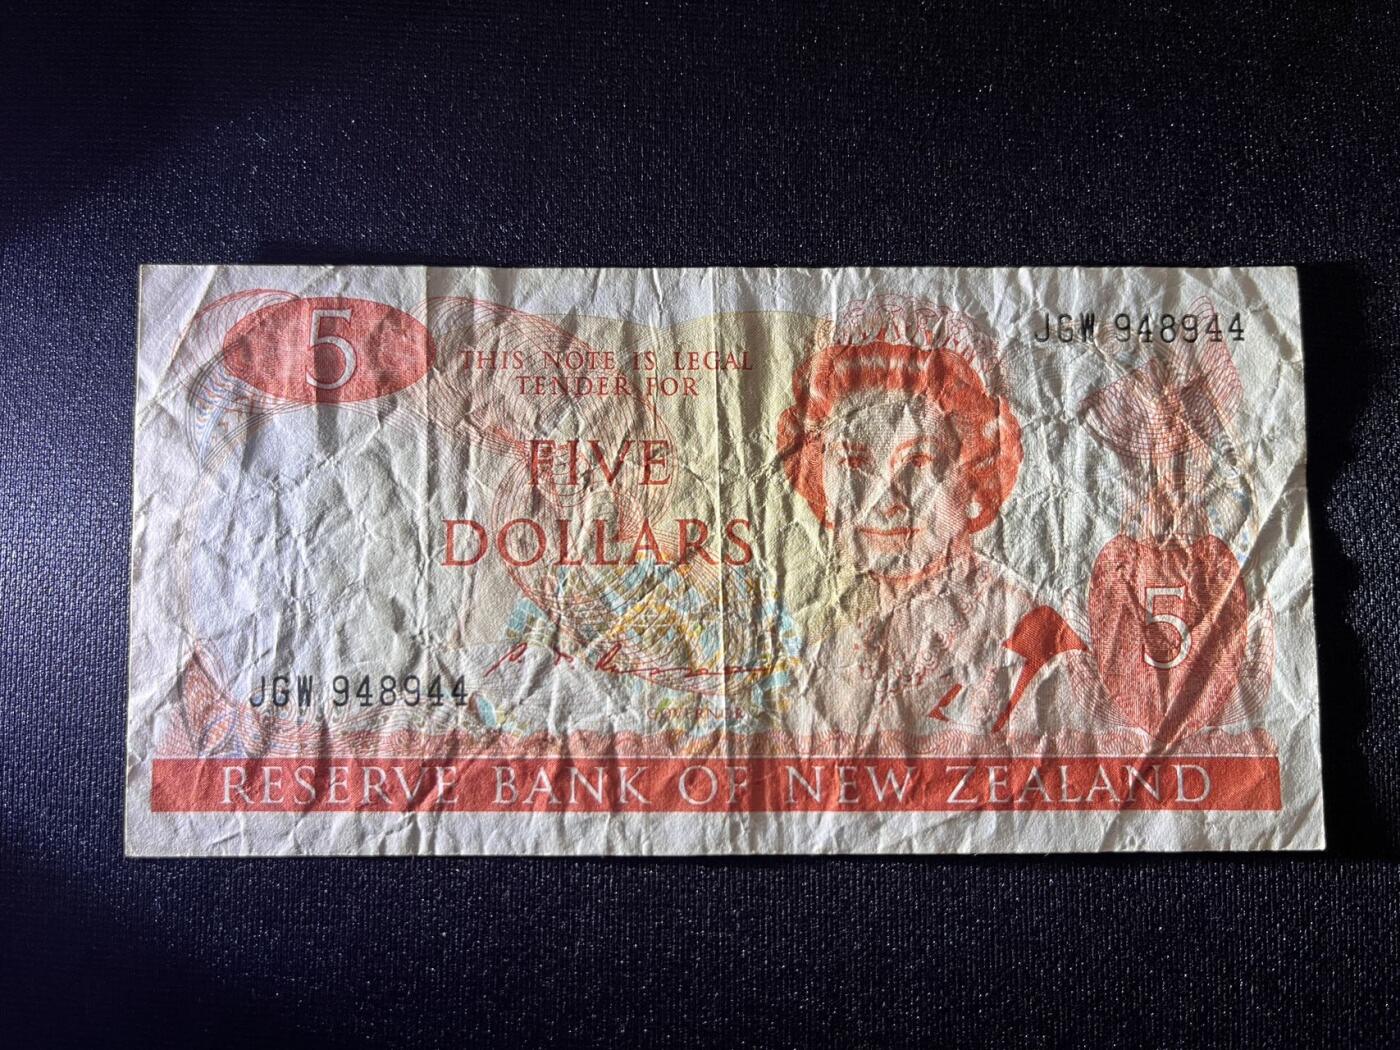 5
JGW 948944
THIS NOTE IS LEGAL
TENDER FOR
FIVE
DOLLARS
5
JGW 948944
GOVERNOR
RESERVE BANK OF NEW ZEALAND